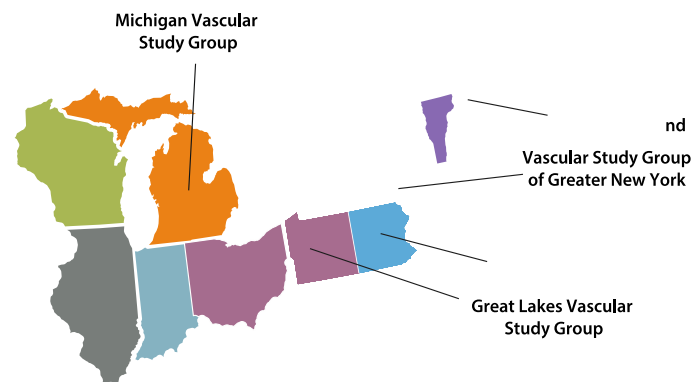 Michigan Vascular
Study Group
nd
Vascular Study Group
of Greater New York
Great Lakes Vascular
Study Group